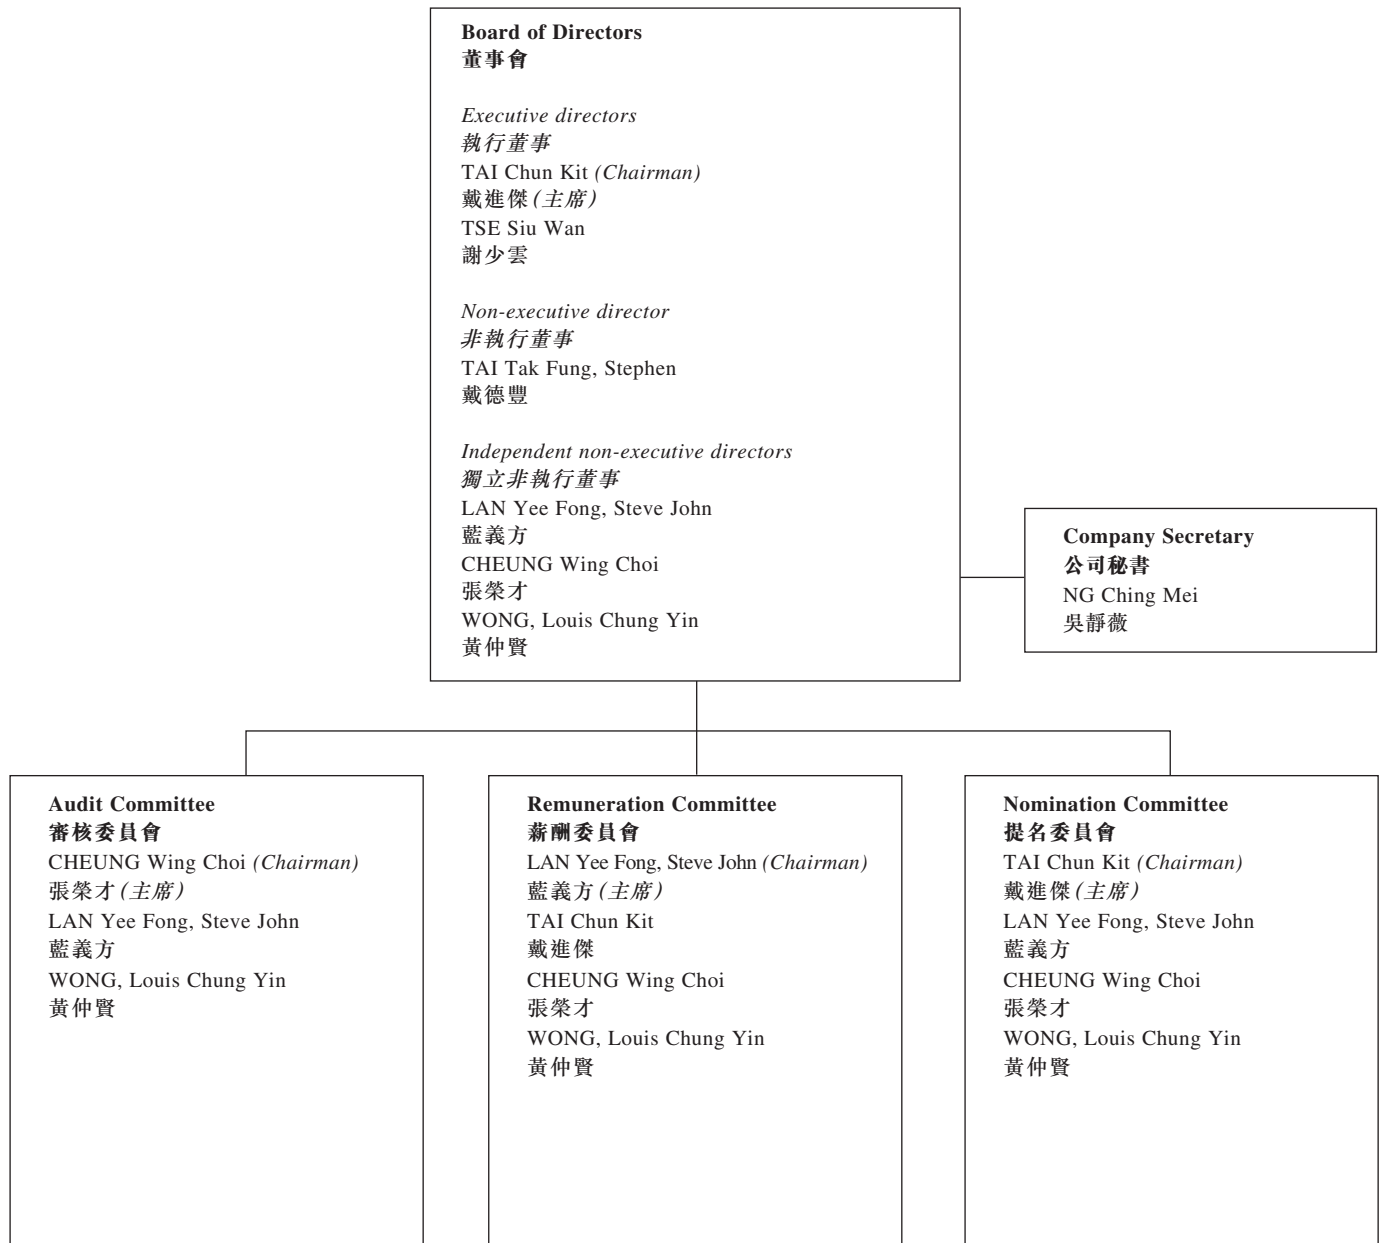 Board of Directors
董事會
Executive directors
執行董事
TAI Chun Kit (Chairman)
戴進傑(主席)
TSE Siu Wan
謝少雲
Non-executive director
非執行董事
TAI Tak Fung, Stephen
戴德豐
Independent non-executive directors
獨立非執行董事
LAN Yee Fong, Steve John
藍義方
CHEUNG Wing Choi
張榮才
WONG, Louis Chung Yin
黃仲賢
Company Secretary
公司秘書
NG Ching Mei
吳靜薇
Audit Committee
審核委員會
CHEUNG Wing Choi (Chairman)
張榮才(主席)
LAN Yee Fong, Steve John
藍義方
WONG, Louis Chung Yin
黃仲賢
Remuneration Committee
薪酬委員會
LAN Yee Fong, Steve John (Chairman)
藍義方(主席)
TAI Chun Kit
戴進傑
CHEUNG Wing Choi
張榮才
WONG, Louis Chung Yin
黃仲賢
Nomination Committee
提名委員會
TAI Chun Kit (Chairman)
戴進傑(主席)
LAN Yee Fong, Steve John
藍義方
CHEUNG Wing Choi
張榮才
WONG, Louis Chung Yin
黃仲賢